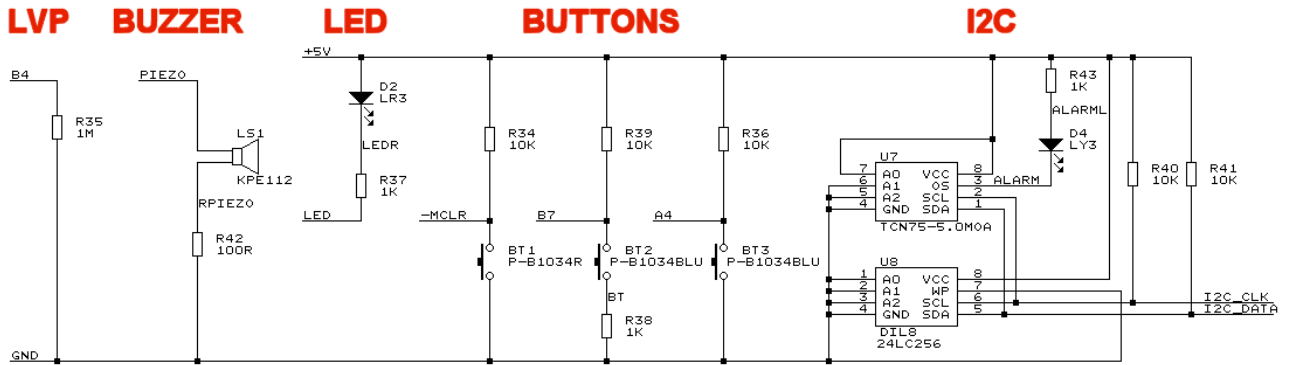 LVP BUZZER LED BUTTONS I2C
+5V
B4
PIEZO
R35
1M
LS1
KPE112
RPIEZO
R42
100R
D2
LR3
LEDR
R37
1K
LED
R34
10K
-MCLR
BT1
P-B1034R
R39
10K
B7
BT2
P-B1034BLU
BT
R38
1K
R36
10K
A4
BT3
P-B1034BLU
R43
1K
ALARML
D4
LY3
ALARM
U7
7 A0 VCC 8
6 A1 OS 3
5 A2 SCL 2
4 GND SDA 1
TCN75-5.0MOA
U8
1 A0 VCC 8
2 A1 WP 7
3 A2 SCL 6
4 GND SDA 5
DIL8
24LC256
R40
10K
R41
10K
I2C_CLK
I2C_DATA
GND